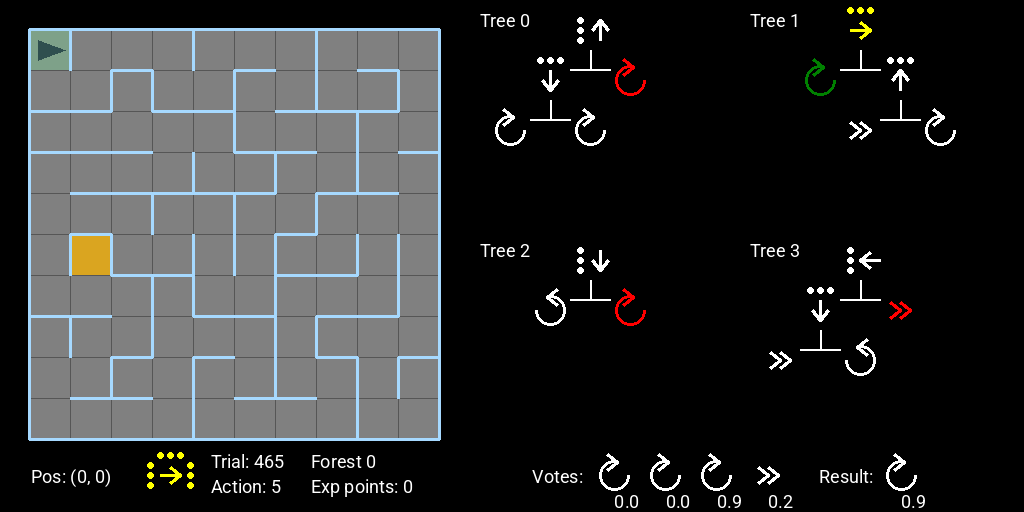 Tree 0
Tree 1
Tree 2
Tree 3
Pos: (0, 0)
Trial: 465
Forest 0
Action: 5
Exp points: 0
Votes:
0.0
0.0
0.9
0.2
Result:
0.9